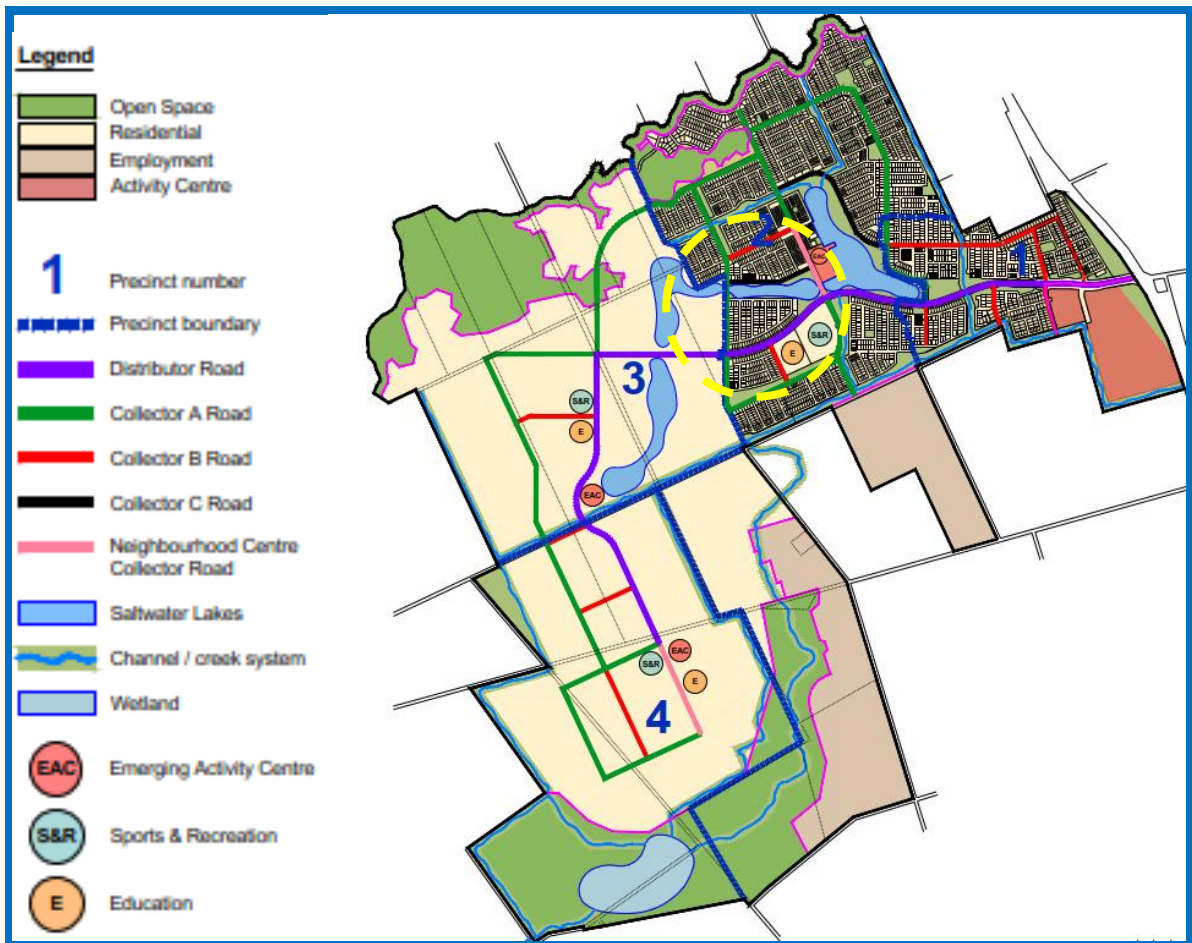 Legend
Open Space
Residential
Employment
Activity Centre
1
Precinct number
Precinct boundary
Distributor Road
Collector A Road
Collector B Road
Collector C Road
Neighbourhood Centre
Collector Road
Saltwater Lakes
Channel / creek system
Wetland
EAC
Emerging Activity Centre
S&R
Sports & Recreation
E
Education
2
EAC
1
S&R
E
3
S&R
E
EAC
EAC
S&R
E
4